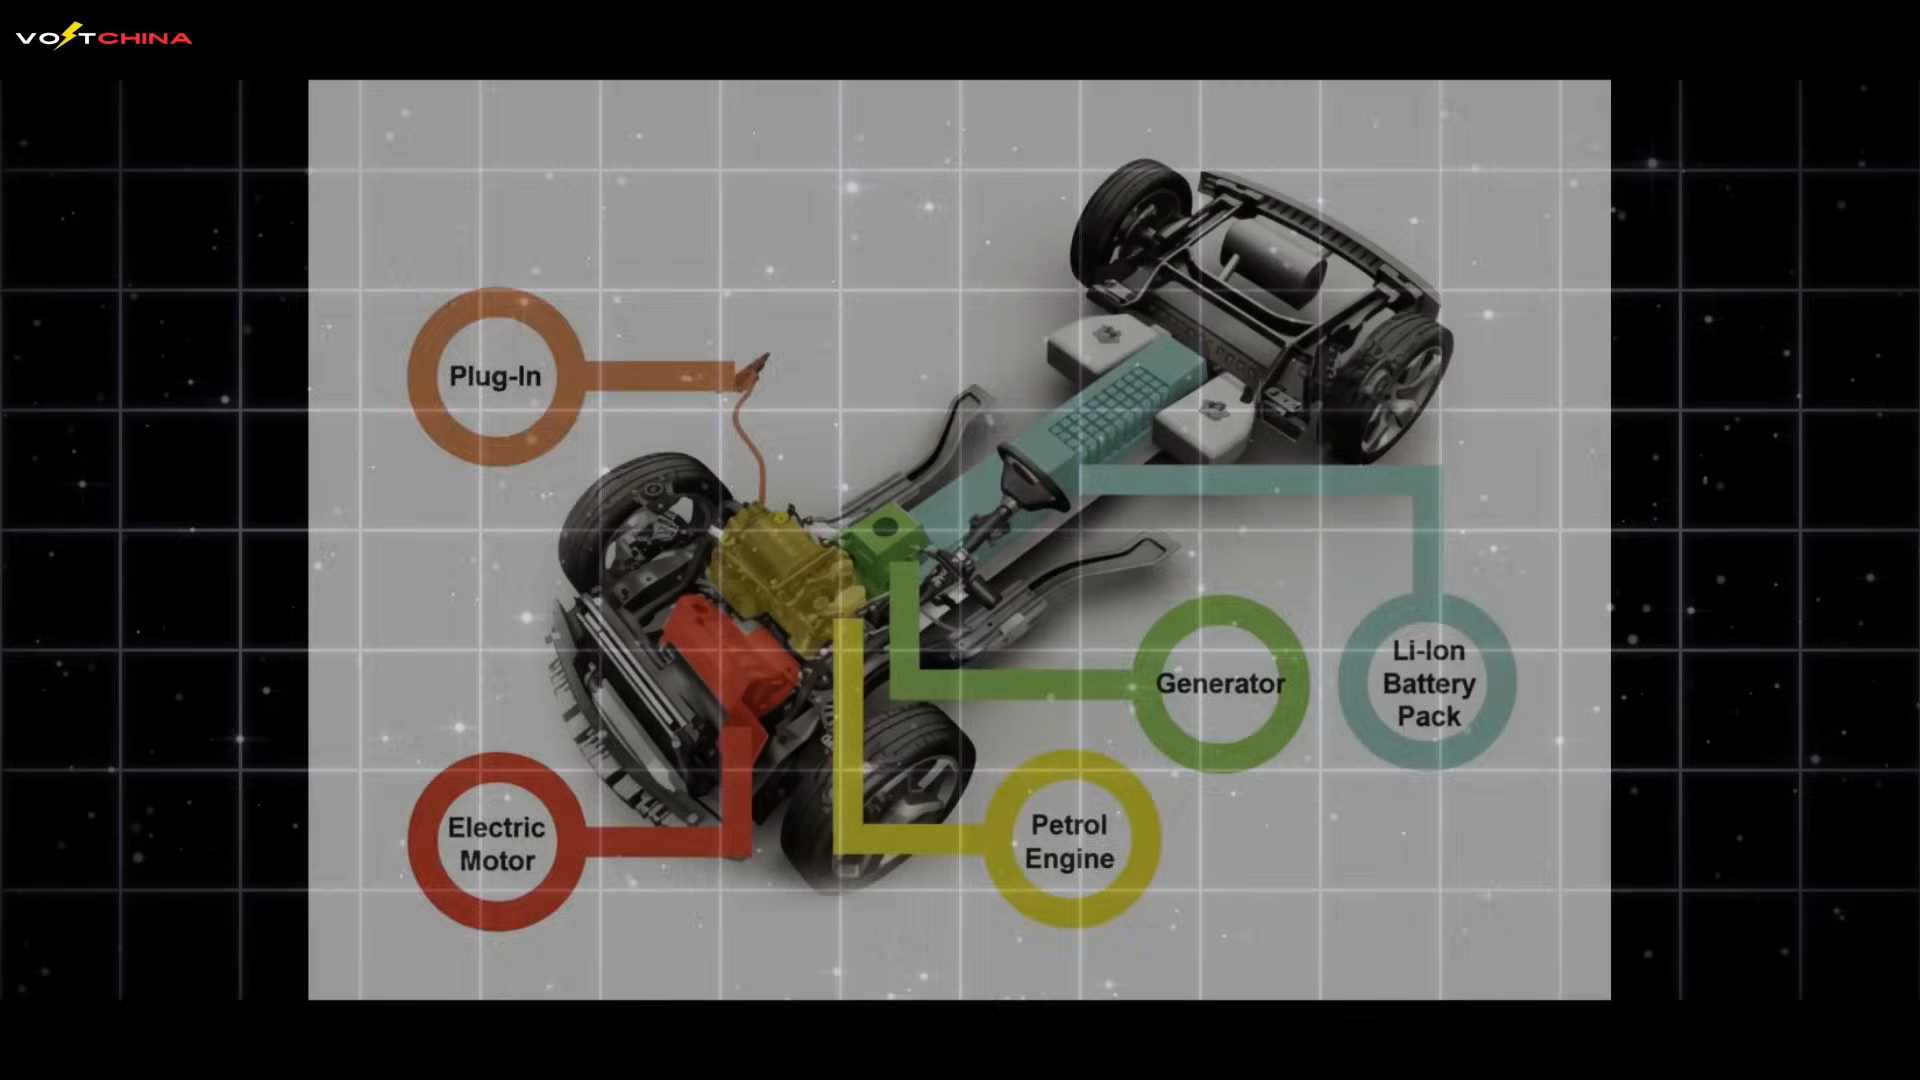 VOLTCHINA
Plug-In
Generator
Li-Ion
Battery
Pack
Electric
Motor
Petrol
Engine